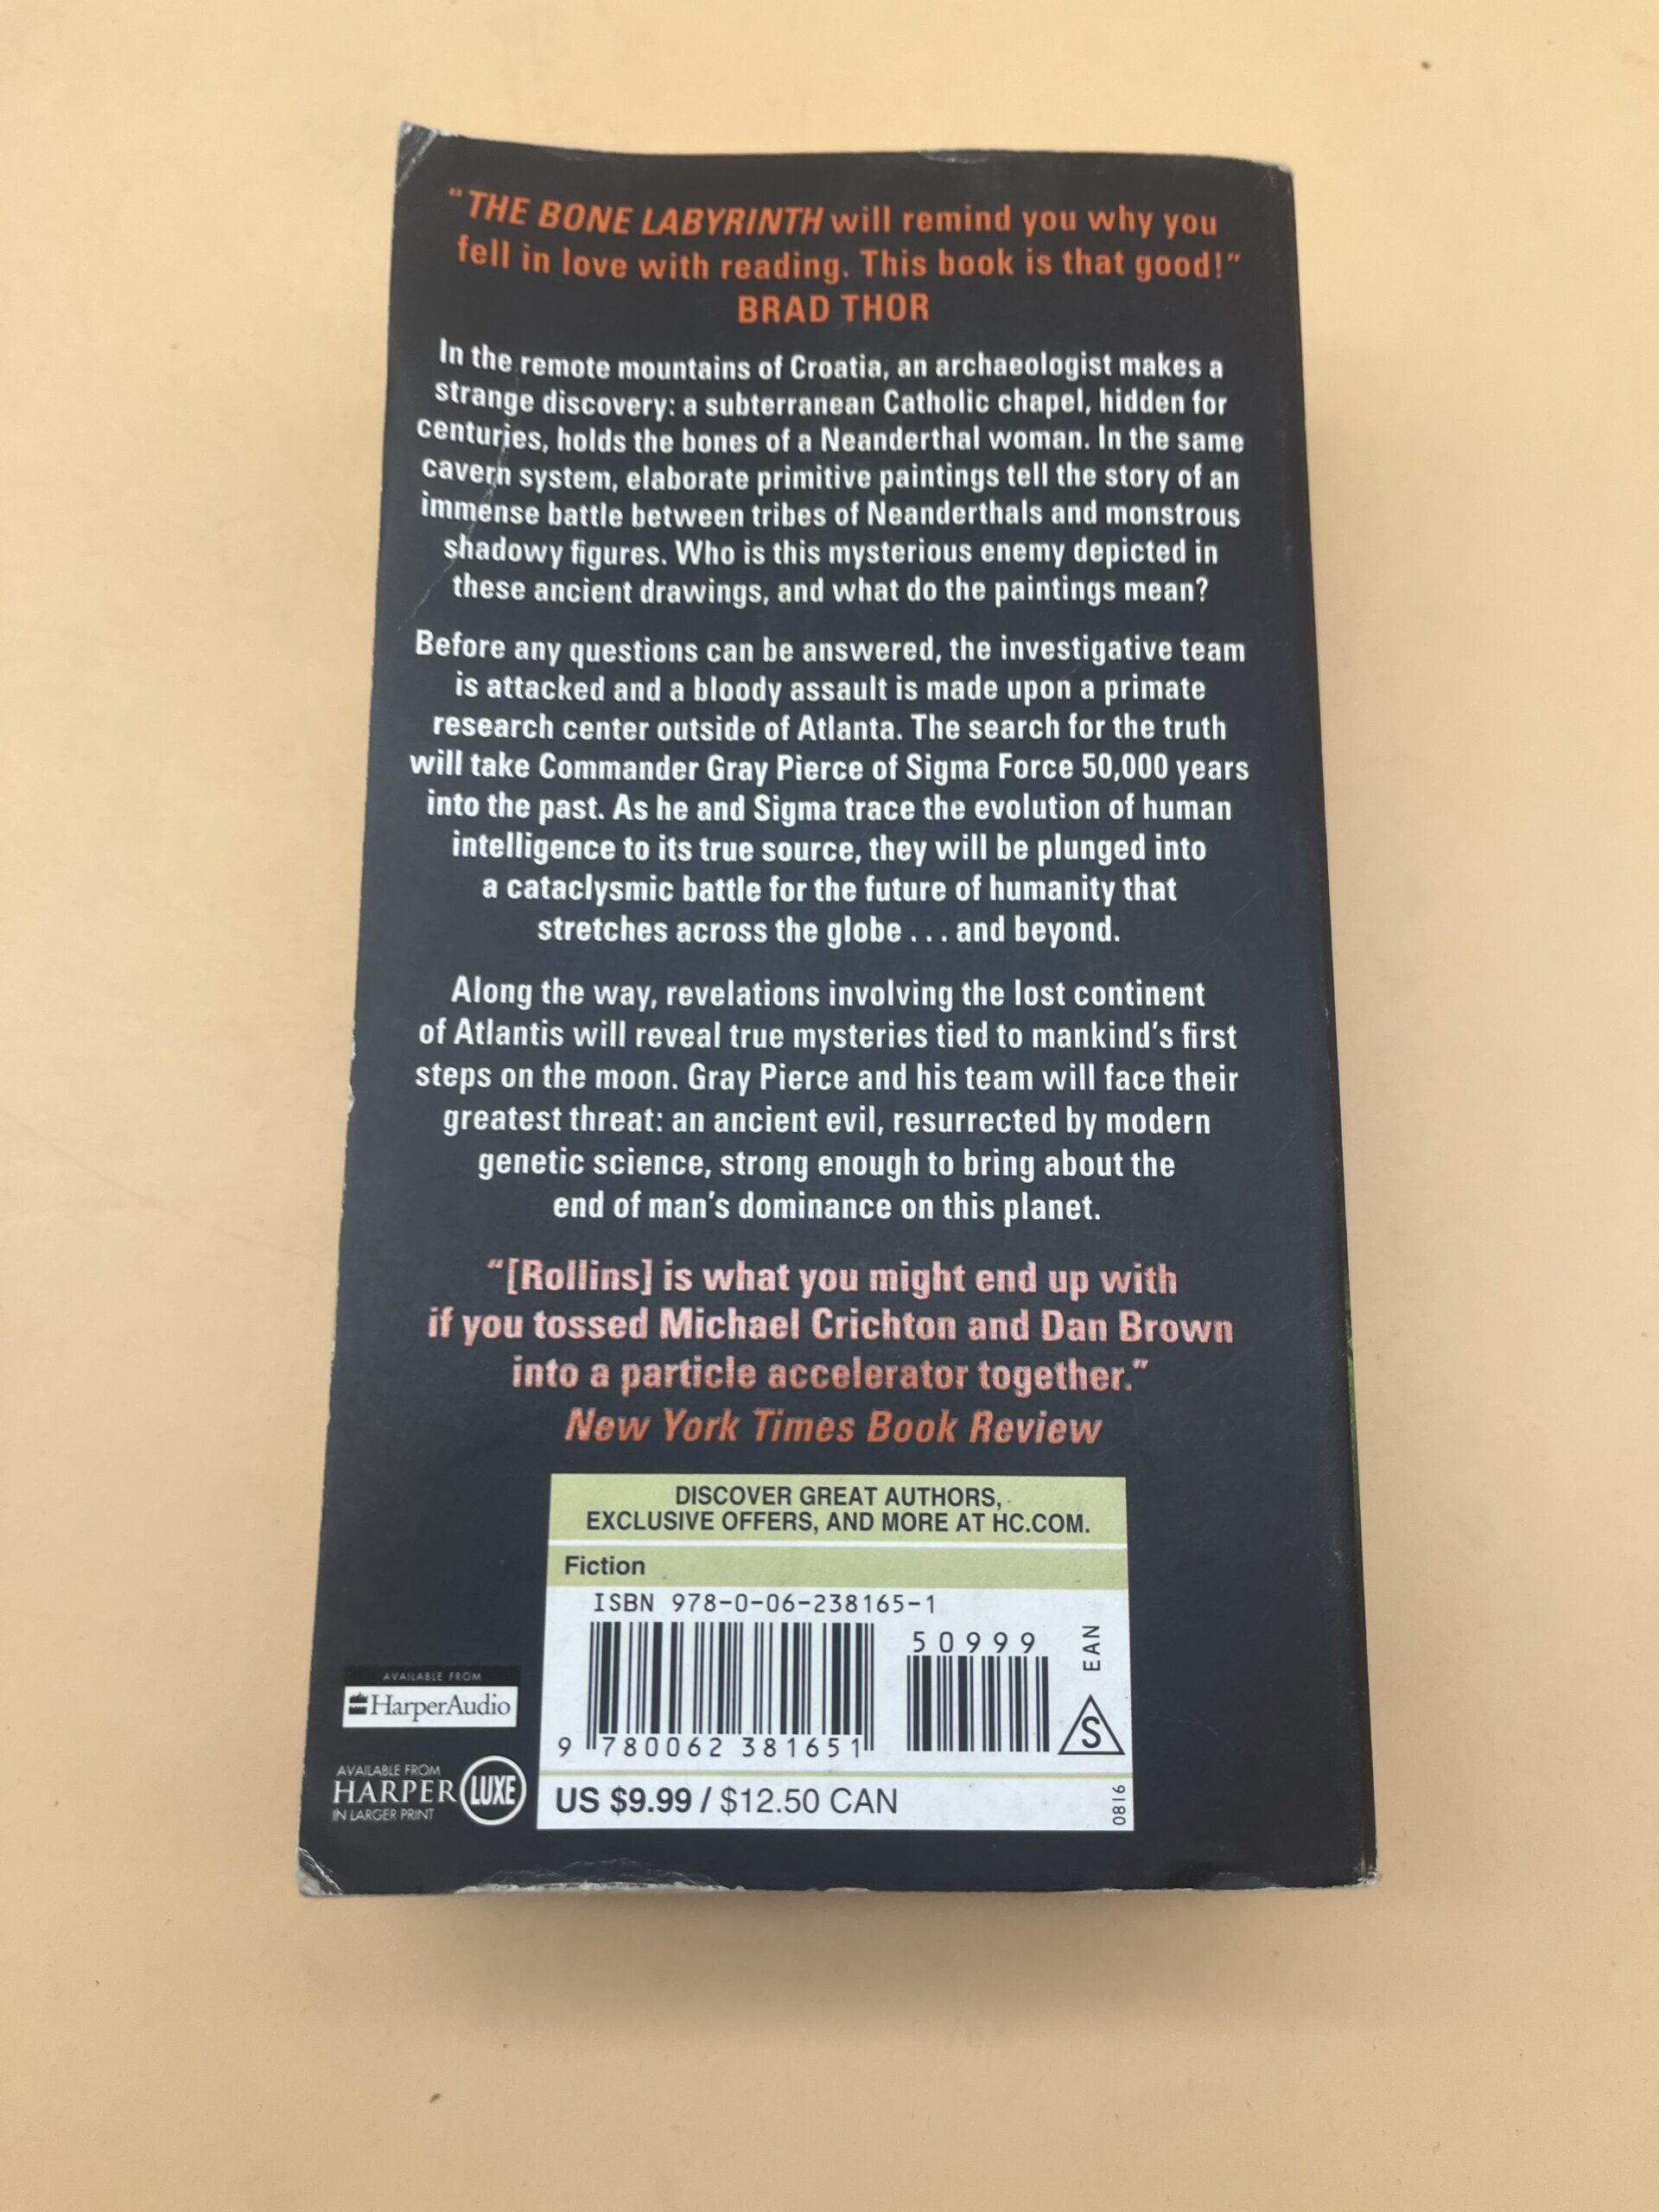 "THE BONE LABYRINTH will remind you why you
fell in love with reading. This book is that good!"
BRAD THOR
In the remote mountains of Croatia, an archaeologist makes a
strange discovery: a subterranean Catholic chapel, hidden for
centuries, holds the bones of a Neanderthal woman. In the same
cavern system, elaborate primitive paintings tell the story of an
immense battle between tribes of Neanderthals and monstrous
shadowy figures. Who is this mysterious enemy depicted in
these ancient drawings, and what do the paintings mean?
Before any questions can be answered, the investigative team
is attacked and a bloody assault is made upon a primate
research center outside of Atlanta. The search for the truth
will take Commander Gray Pierce of Sigma Force 50,000 years
into the past. As he and Sigma trace the evolution of human
intelligence to its true source, they will be plunged into
a cataclysmic battle for the future of humanity that
stretches across the globe . . . and beyond.
Along the way, revelations involving the lost continent
of Atlantis will reveal true mysteries tied to mankind's first
steps on the moon. Gray Pierce and his team will face their
greatest threat: an ancient evil, resurrected by modern
genetic science, strong enough to bring about the
end of man's dominance on this planet.
"[Rollins] is what you might end up with
if you tossed Michael Crichton and Dan Brown
into a particle accelerator together."
New York Times Book Review
DISCOVER GREAT AUTHORS,
EXCLUSIVE OFFERS, AND MORE AT HC.COM.
Fiction
ISBN 978-0-06-238165-1
50999
EAN
S
9 780062 381651
US $9.99 / $12.50 CAN
0816
AVAILABLE FROM
HarperAudio
AVAILABLE FROM
HARPER LUXE
IN LARGER PRINT